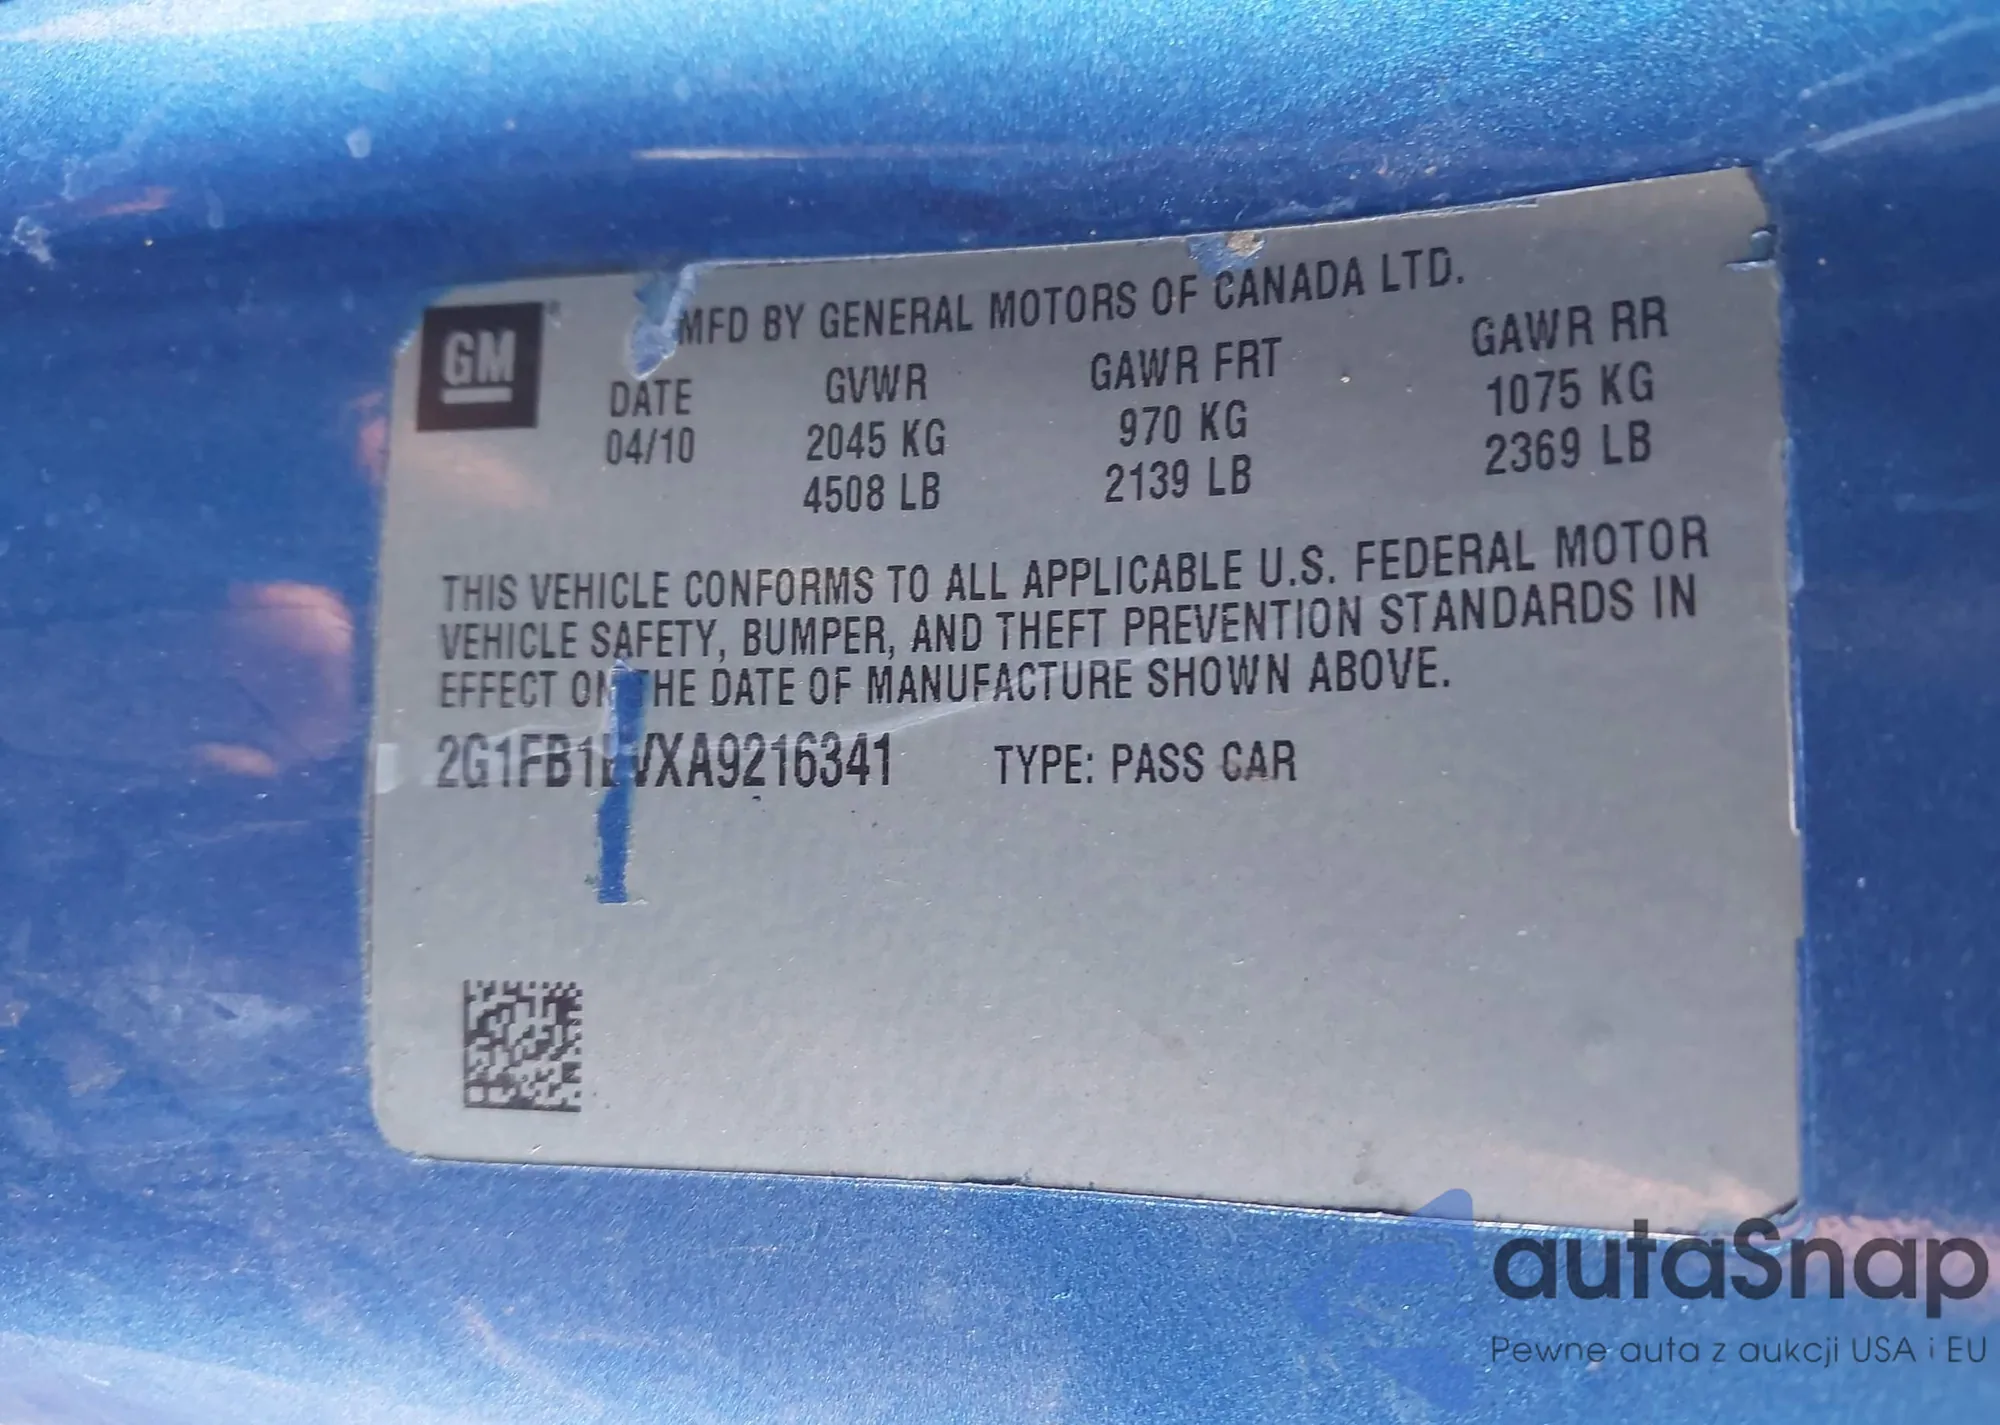 GM
MFD BY GENERAL MOTORS OF CANADA LTD.
DATE GVWR GAWR FRT GAWR RR
04/10 2045 KG 970 KG 1075 KG
4508 LB 2139 LB 2369 LB
THIS VEHICLE CONFORMS TO ALL APPLICABLE U.S. FEDERAL MOTOR
VEHICLE SAFETY, BUMPER, AND THEFT PREVENTION STANDARDS IN
EFFECT ON THE DATE OF MANUFACTURE SHOWN ABOVE.
TYPE: PASS CAR
autaSnap
Pewne auta z aukcji USA i EU